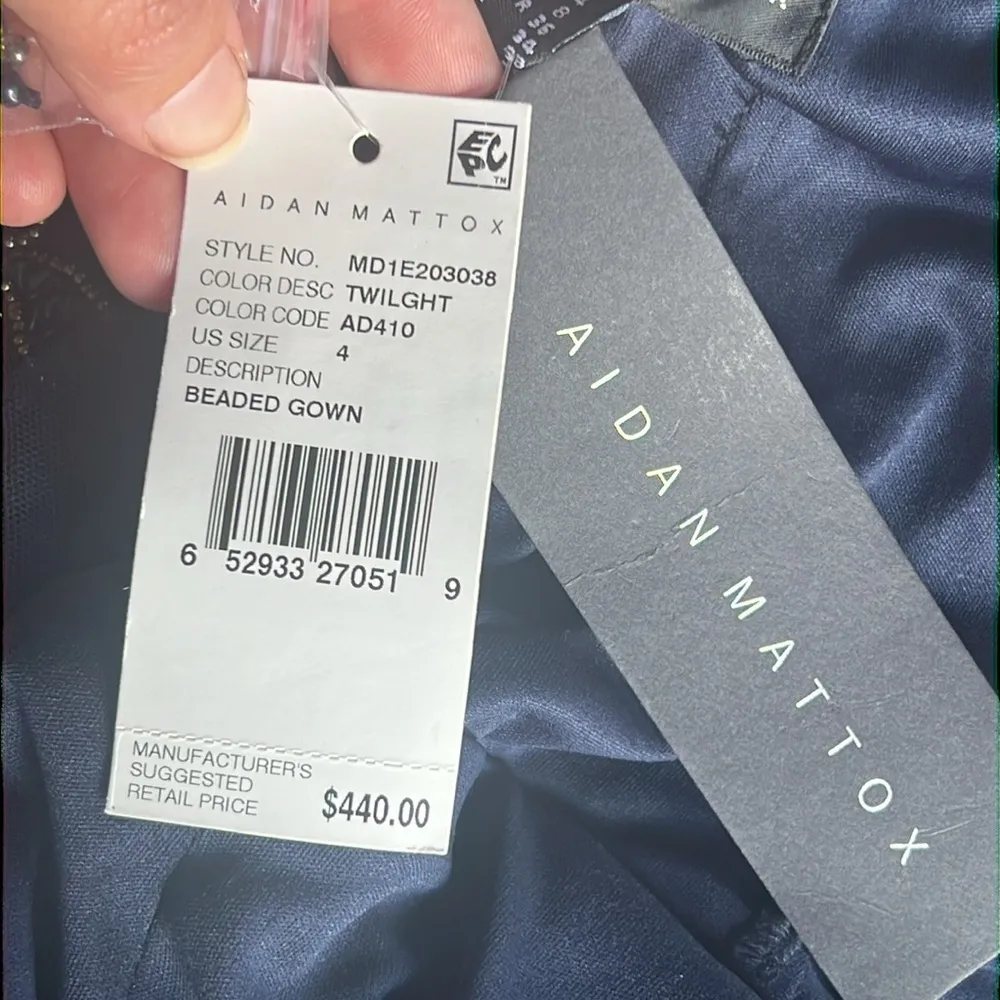 EPC
TM
AIDAN MATTOX
STYLE NO. MD1E203038
COLOR DESC TWILGHT
COLOR CODE AD410
US SIZE 4
DESCRIPTION
BEADED GOWN
6 52933 27051 9
MANUFACTURER'S
SUGGESTED
RETAIL PRICE $440.00
AIDAN MATTOX